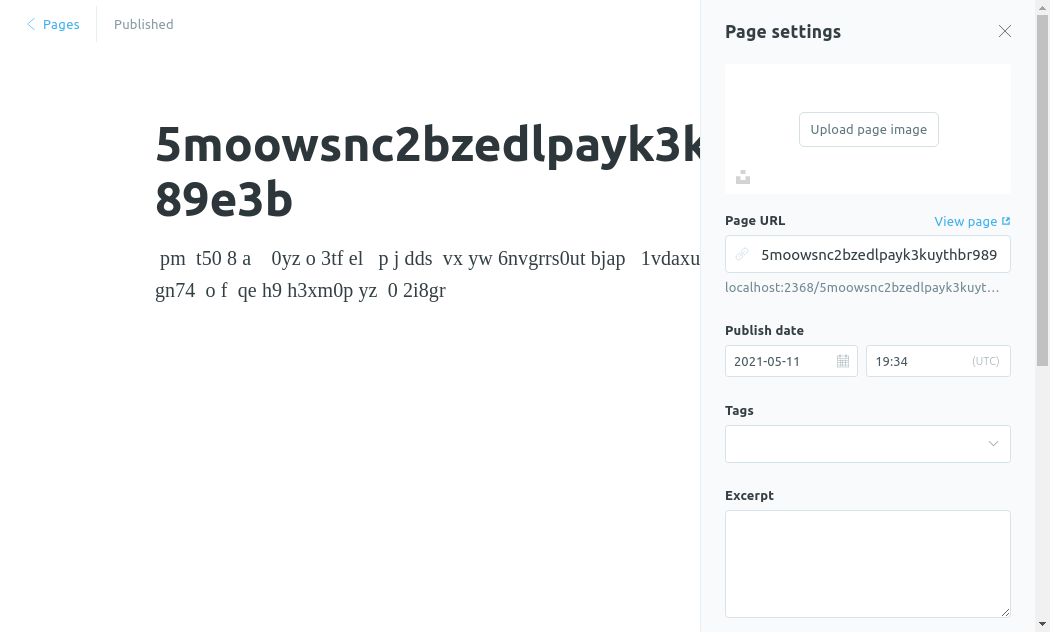 Pages
Published
5moowsnc2bzedlpayk3k
89e3b
pm t50 8 a 0yz o 3tf el p j dds vx yw 6nvgrrs0ut bjap 1vdaxu
gn74 o f qe h9 h3xm0p yz 0 2i8gr
Page settings
Upload page image
Page URL
View page
5moowsnc2bzedlpayk3kuythbr989
localhost:2368/5moowsnc2bzedlpayk3kuyt...
Publish date
2021-05-11
19:34
(UTC)
Tags
Excerpt